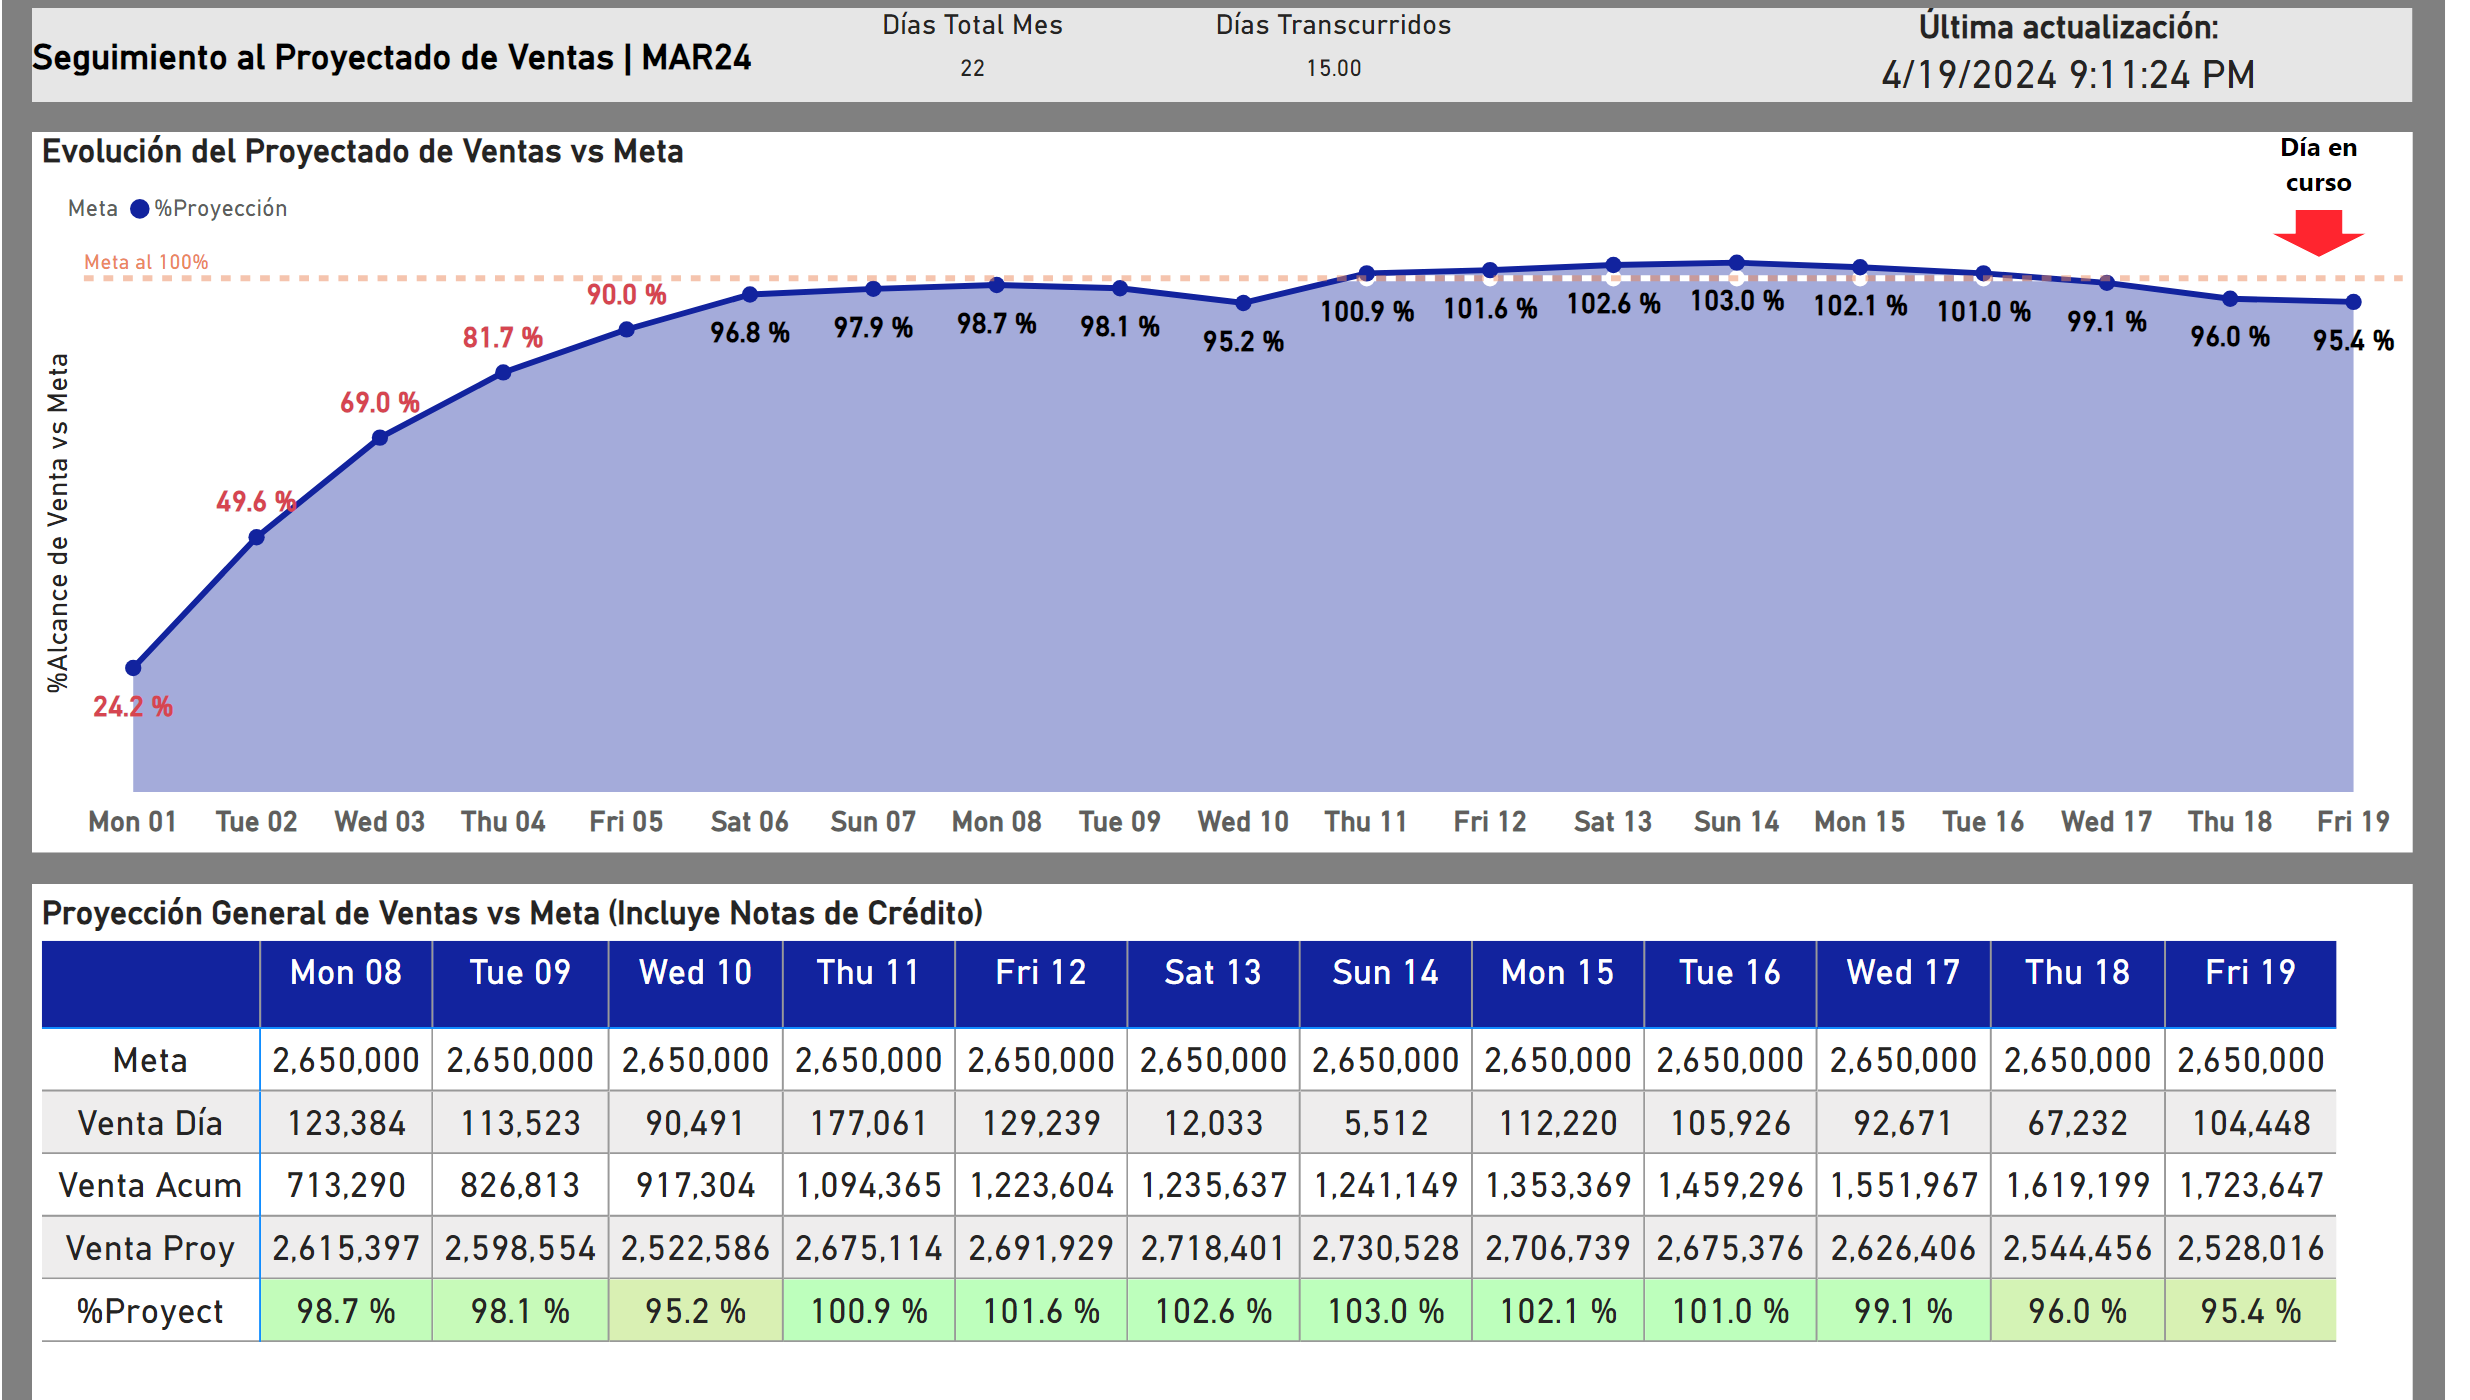 Seguimiento al Proyectado de Ventas | MAR24
Días Total Mes
22
Días Transcurridos
15.00
Última actualización:
4/19/2024 9:11:24 PM
Evolución del Proyectado de Ventas vs Meta
Día en
curso
Meta %Proyección
Meta al 100%
%Alcance de Venta vs Meta
24.2 % 49.6 % 69.0 % 81.7 % 90.0 % 96.8 % 97.9 % 98.7 % 98.1 % 95.2 % 100.9 % 101.6 % 102.6 % 103.0 % 102.1 % 101.0 % 99.1 % 96.0 % 95.4 %
Mon 01 Tue 02 Wed 03 Thu 04 Fri 05 Sat 06 Sun 07 Mon 08 Tue 09 Wed 10 Thu 11 Fri 12 Sat 13 Sun 14 Mon 15 Tue 16 Wed 17 Thu 18 Fri 19
Proyección General de Ventas vs Meta (Incluye Notas de Crédito)
Mon 08 Tue 09 Wed 10 Thu 11 Fri 12 Sat 13 Sun 14 Mon 15 Tue 16 Wed 17 Thu 18 Fri 19
Meta 2,650,000 2,650,000 2,650,000 2,650,000 2,650,000 2,650,000 2,650,000 2,650,000 2,650,000 2,650,000 2,650,000 2,650,000
Venta Día 123,384 113,523 90,491 177,061 129,239 12,033 5,512 112,220 105,926 92,671 67,232 104,448
Venta Acum 713,290 826,813 917,304 1,094,365 1,223,604 1,235,637 1,241,149 1,353,369 1,459,296 1,551,967 1,619,199 1,723,647
Venta Proy 2,615,397 2,598,554 2,522,586 2,675,114 2,691,929 2,718,401 2,730,528 2,706,739 2,675,376 2,626,406 2,544,456 2,528,016
%Proyect 98.7 % 98.1 % 95.2 % 100.9 % 101.6 % 102.6 % 103.0 % 102.1 % 101.0 % 99.1 % 96.0 % 95.4 %